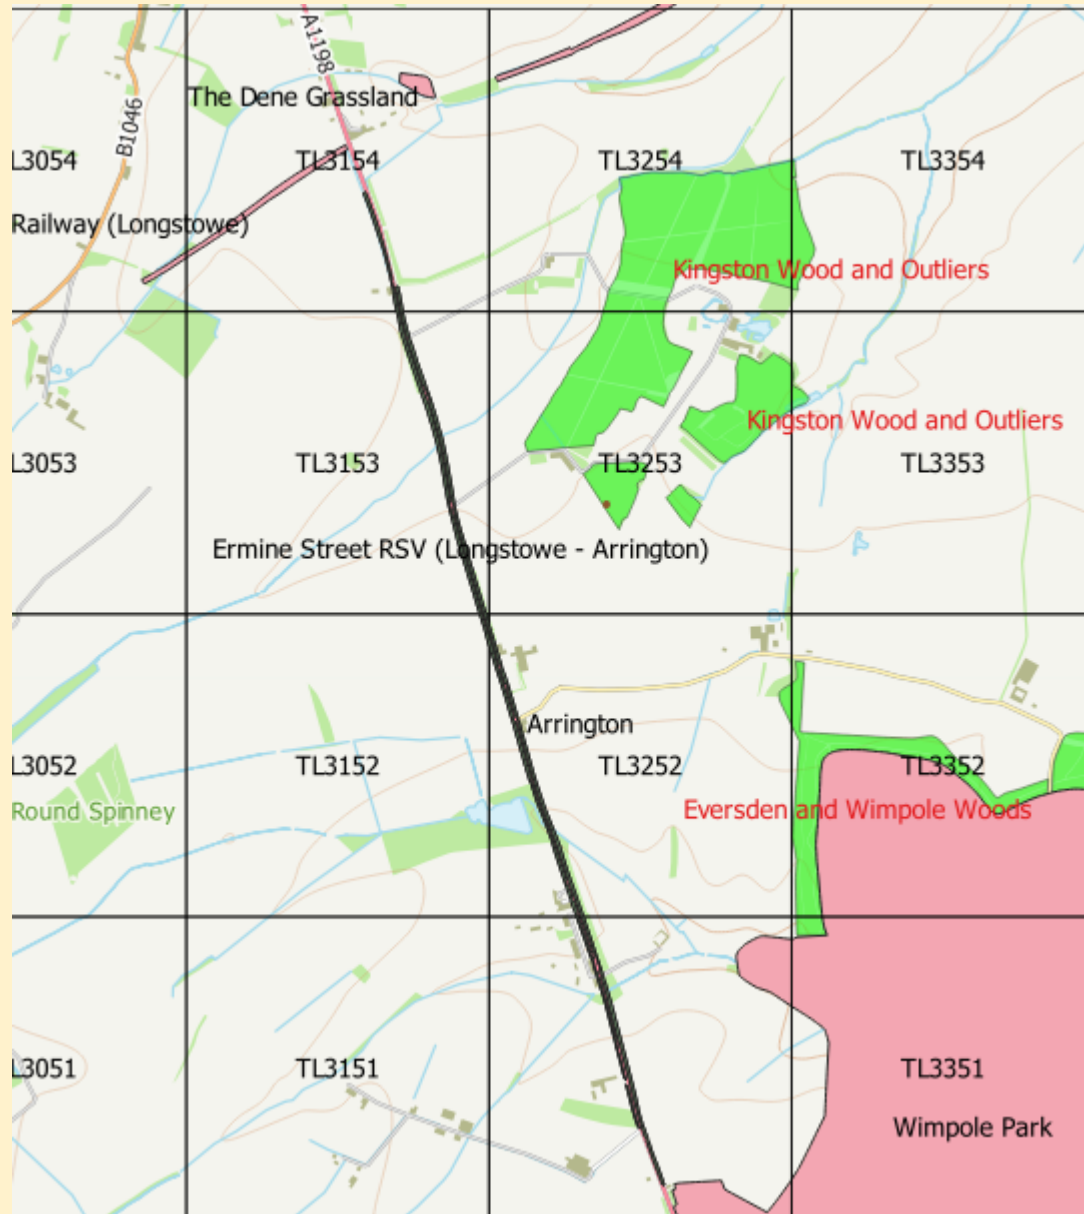 A1198
The Dene Grassland
B1046
L3054
TL3154
TL3254
TL3354
Railway (Longstowe)
Kingston Wood and Outliers
Kingston Wood and Outliers
L3053
TL3153
TL3253
TL3353
Ermine Street RSV (Longstowe - Arrington)
Arrington
L3052
TL3152
TL3252
TL3352
Round Spinney
Eversden and Wimpole Woods
L3051
TL3151
TL3351
Wimpole Park